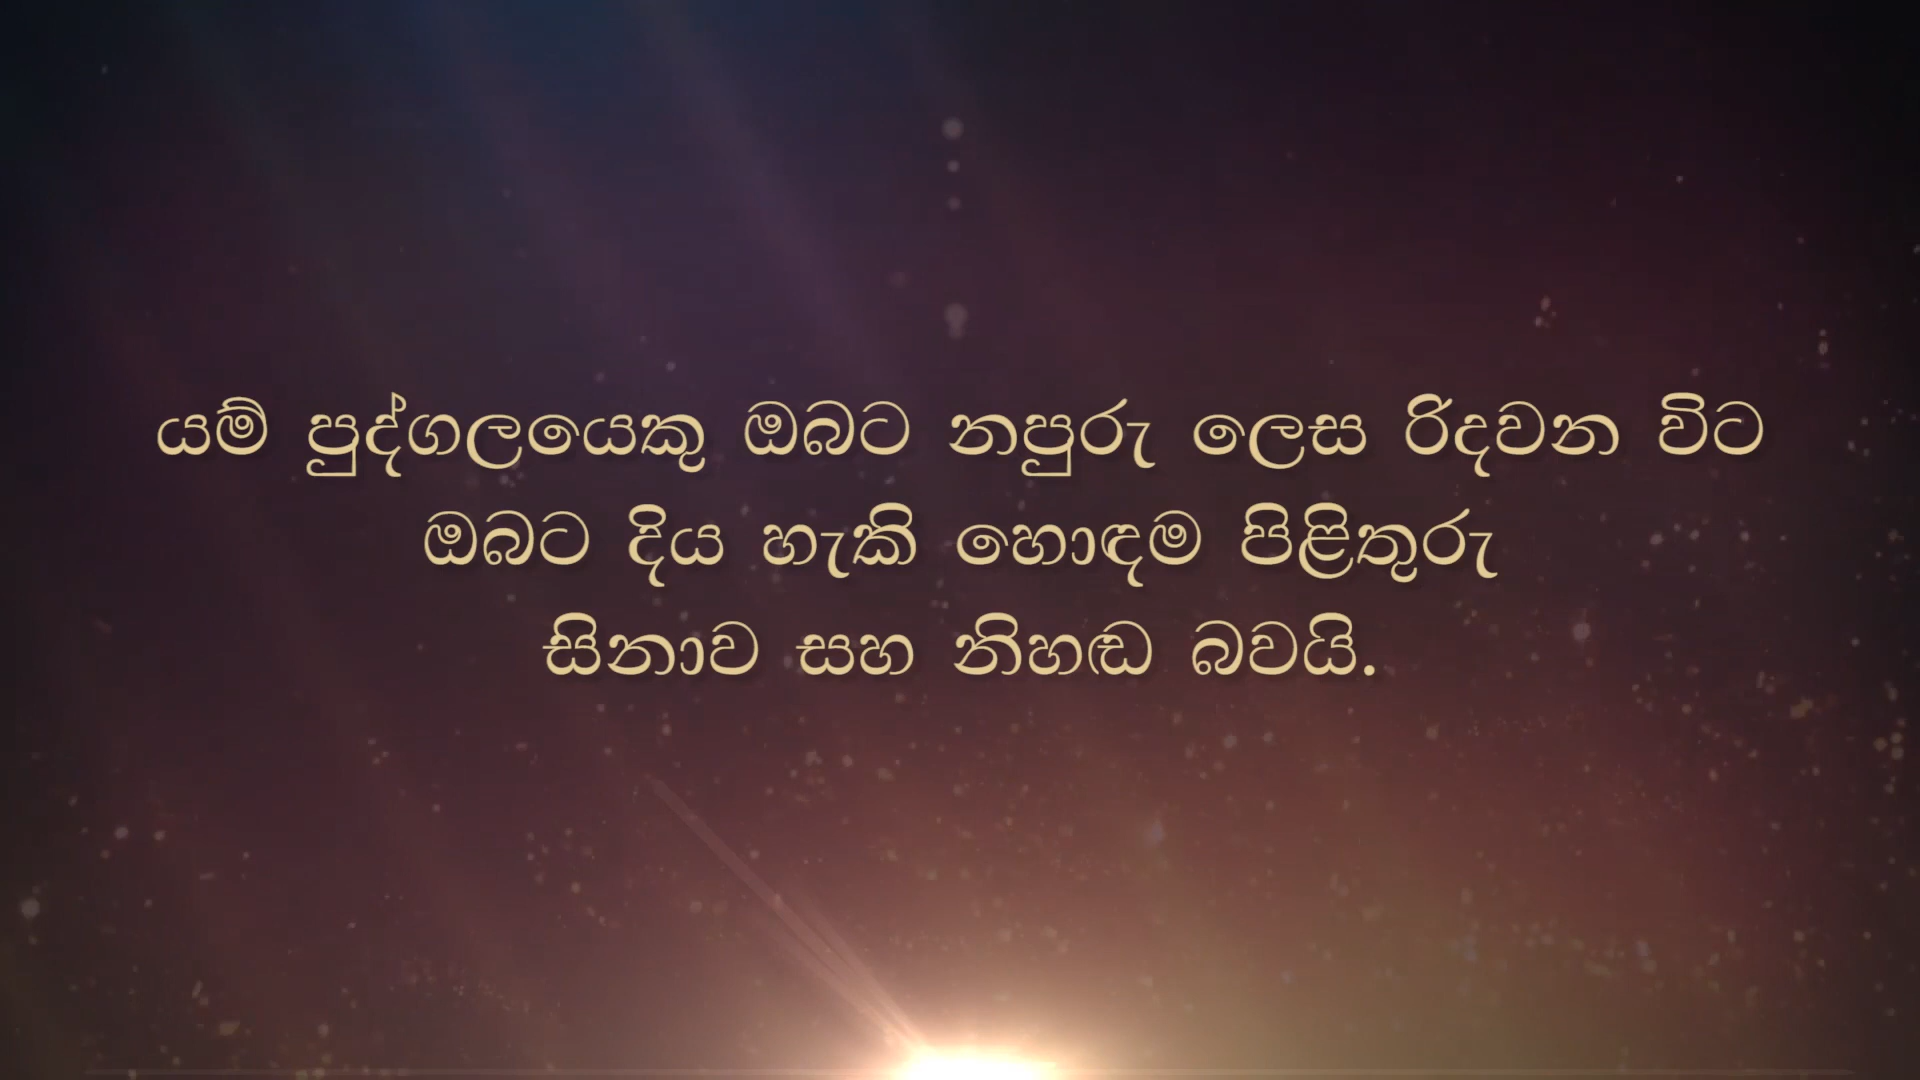 යම් පුද්ගලයෙකු ඔබට නපුරු ලෙස රිදවන විට
ඔබට දිය හැකි හොඳම පිළිතුරු
සිනාව සහ නිහඬ බවයි.